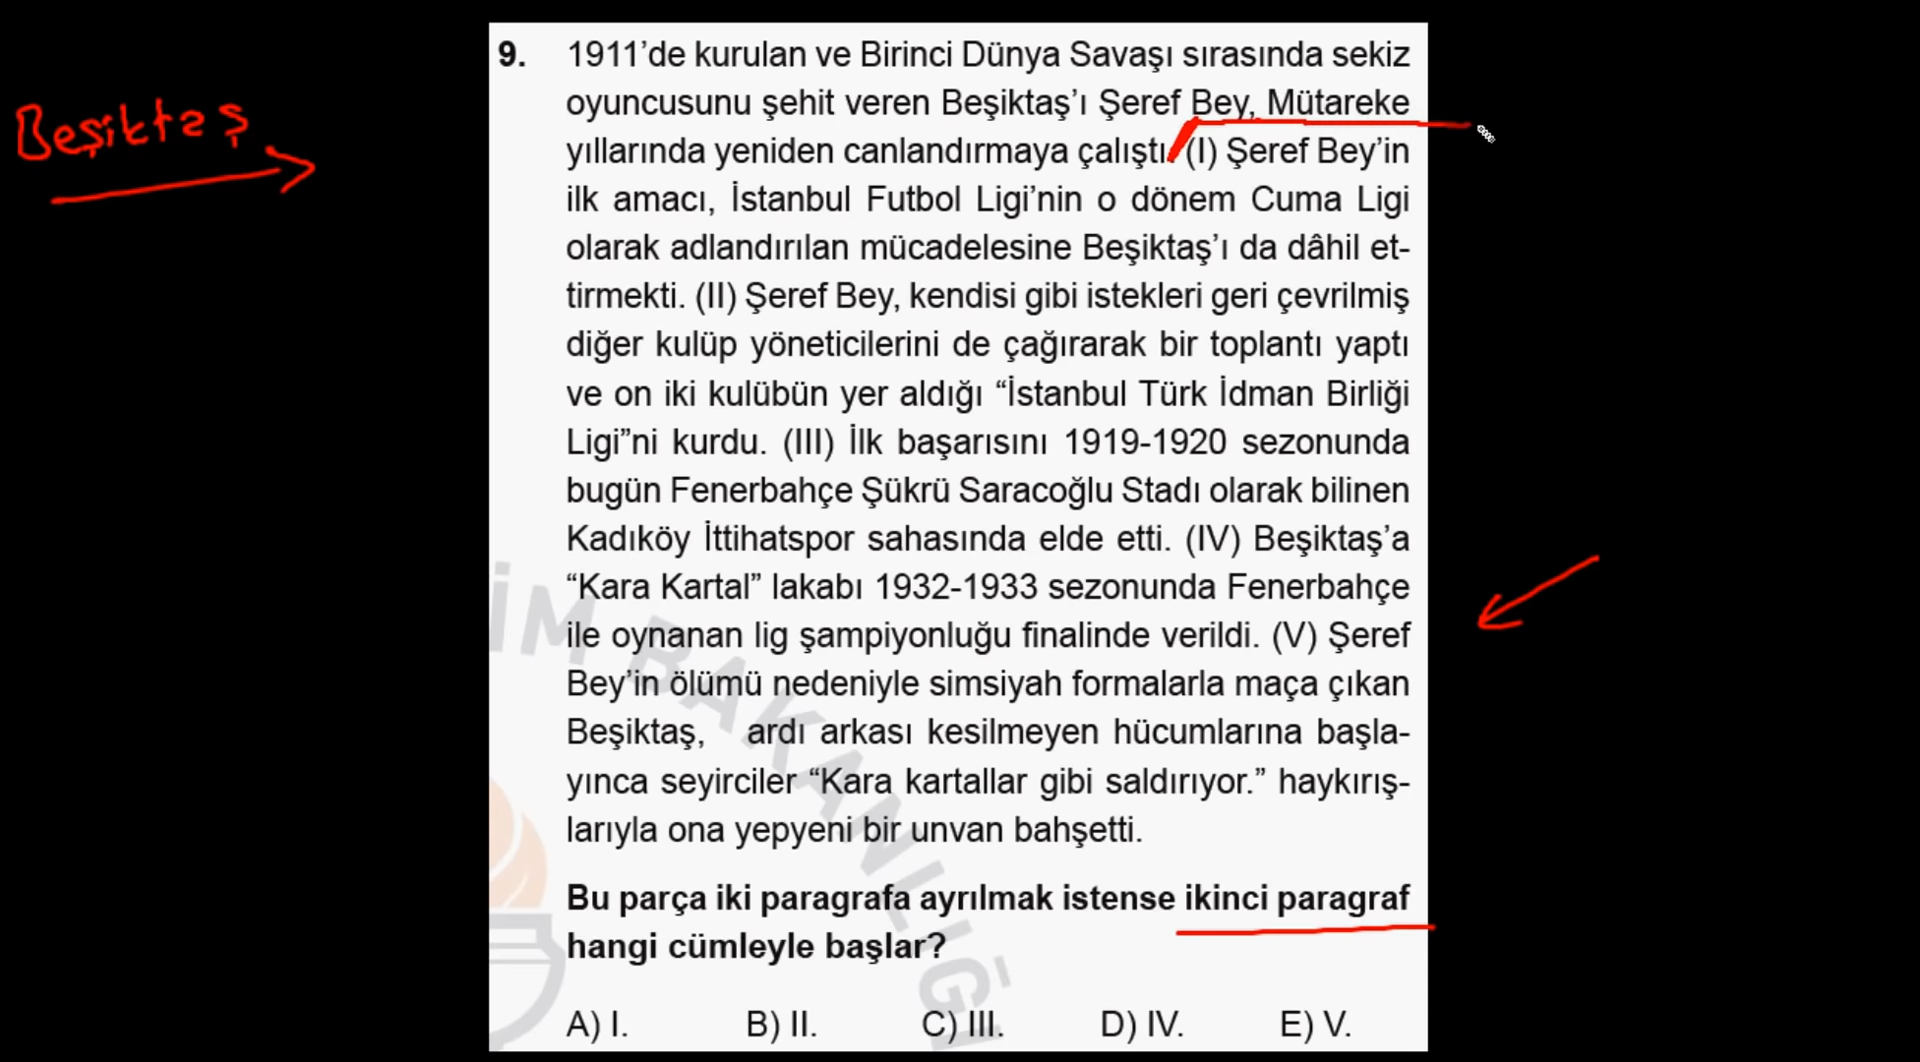 Beşiktaş
9. 1911’de kurulan ve Birinci Dünya Savaşı sırasında sekiz
oyuncusunu şehit veren Beşiktaş’ı Şeref Bey, Mütareke
yıllarında yeniden canlandırmaya çalıştı. (I) Şeref Bey’in
ilk amacı, İstanbul Futbol Ligi’nin o dönem Cuma Ligi
olarak adlandırılan mücadelesine Beşiktaş’ı da dâhil et-
tirmekti. (II) Şeref Bey, kendisi gibi istekleri geri çevrilmiş
diğer kulüp yöneticilerini de çağırarak bir toplantı yaptı
ve on iki kulübün yer aldığı “İstanbul Türk İdman Birliği
Ligi”ni kurdu. (III) İlk başarısını 1919-1920 sezonunda
bugün Fenerbahçe Şükrü Saracoğlu Stadı olarak bilinen
Kadıköy İttihatspor sahasında elde etti. (IV) Beşiktaş’a
“Kara Kartal” lakabı 1932-1933 sezonunda Fenerbahçe
ile oynanan lig şampiyonluğu finalinde verildi. (V) Şeref
Bey’in ölümü nedeniyle simsiyah formalarla maça çıkan
Beşiktaş, ardı arkası kesilmeyen hücumlarına başla-
yınca seyirciler “Kara kartallar gibi saldırıyor.” haykırış-
larıyla ona yepyeni bir unvan bahşetti.
Bu parça iki paragrafa ayrılmak istense ikinci paragraf
hangi cümleyle başlar?
A) I. B) II. C) III. D) IV. E) V.
İM BAKANLIĞI